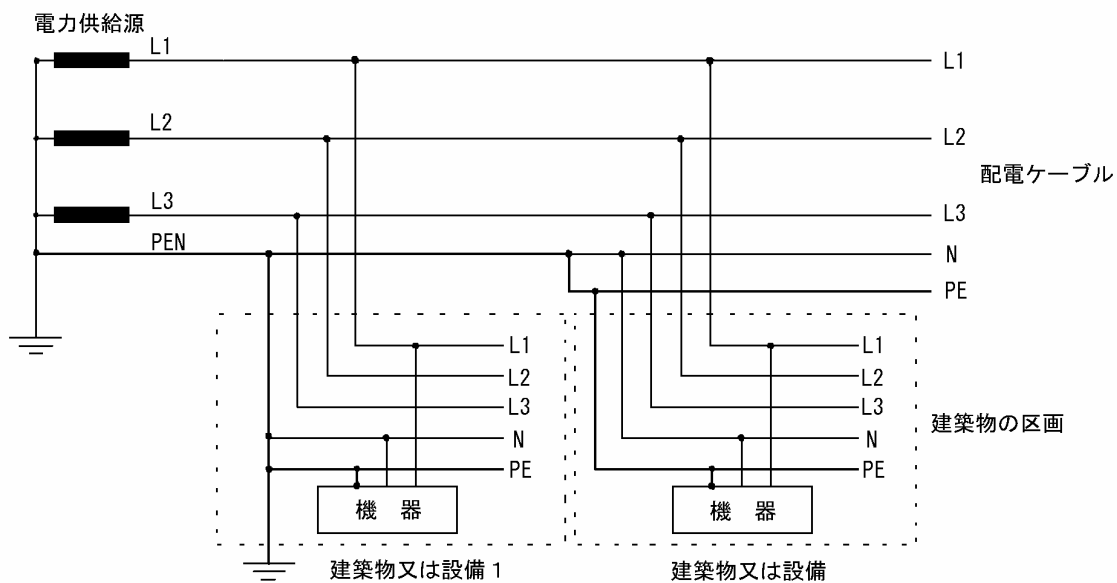 電力供給源
L1
L1
L2
L2
配電ケーブル
L3
L3
PEN
N
PE
L1
L2
L3
N
PE
機 器
建築物又は設備1
L1
L2
L3
N
PE
機 器
建築物又は設備
建築物の区画